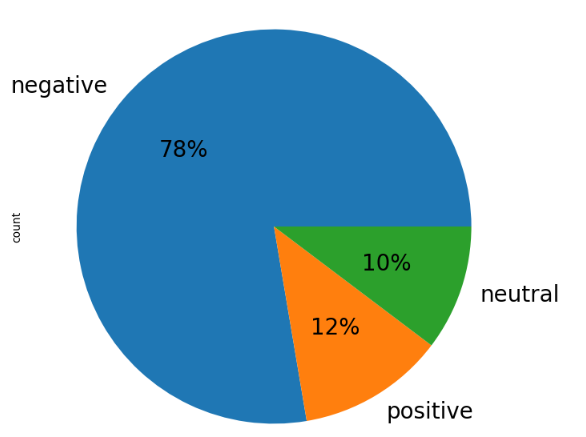 negative
78%
count
10%
neutral
12%
positive